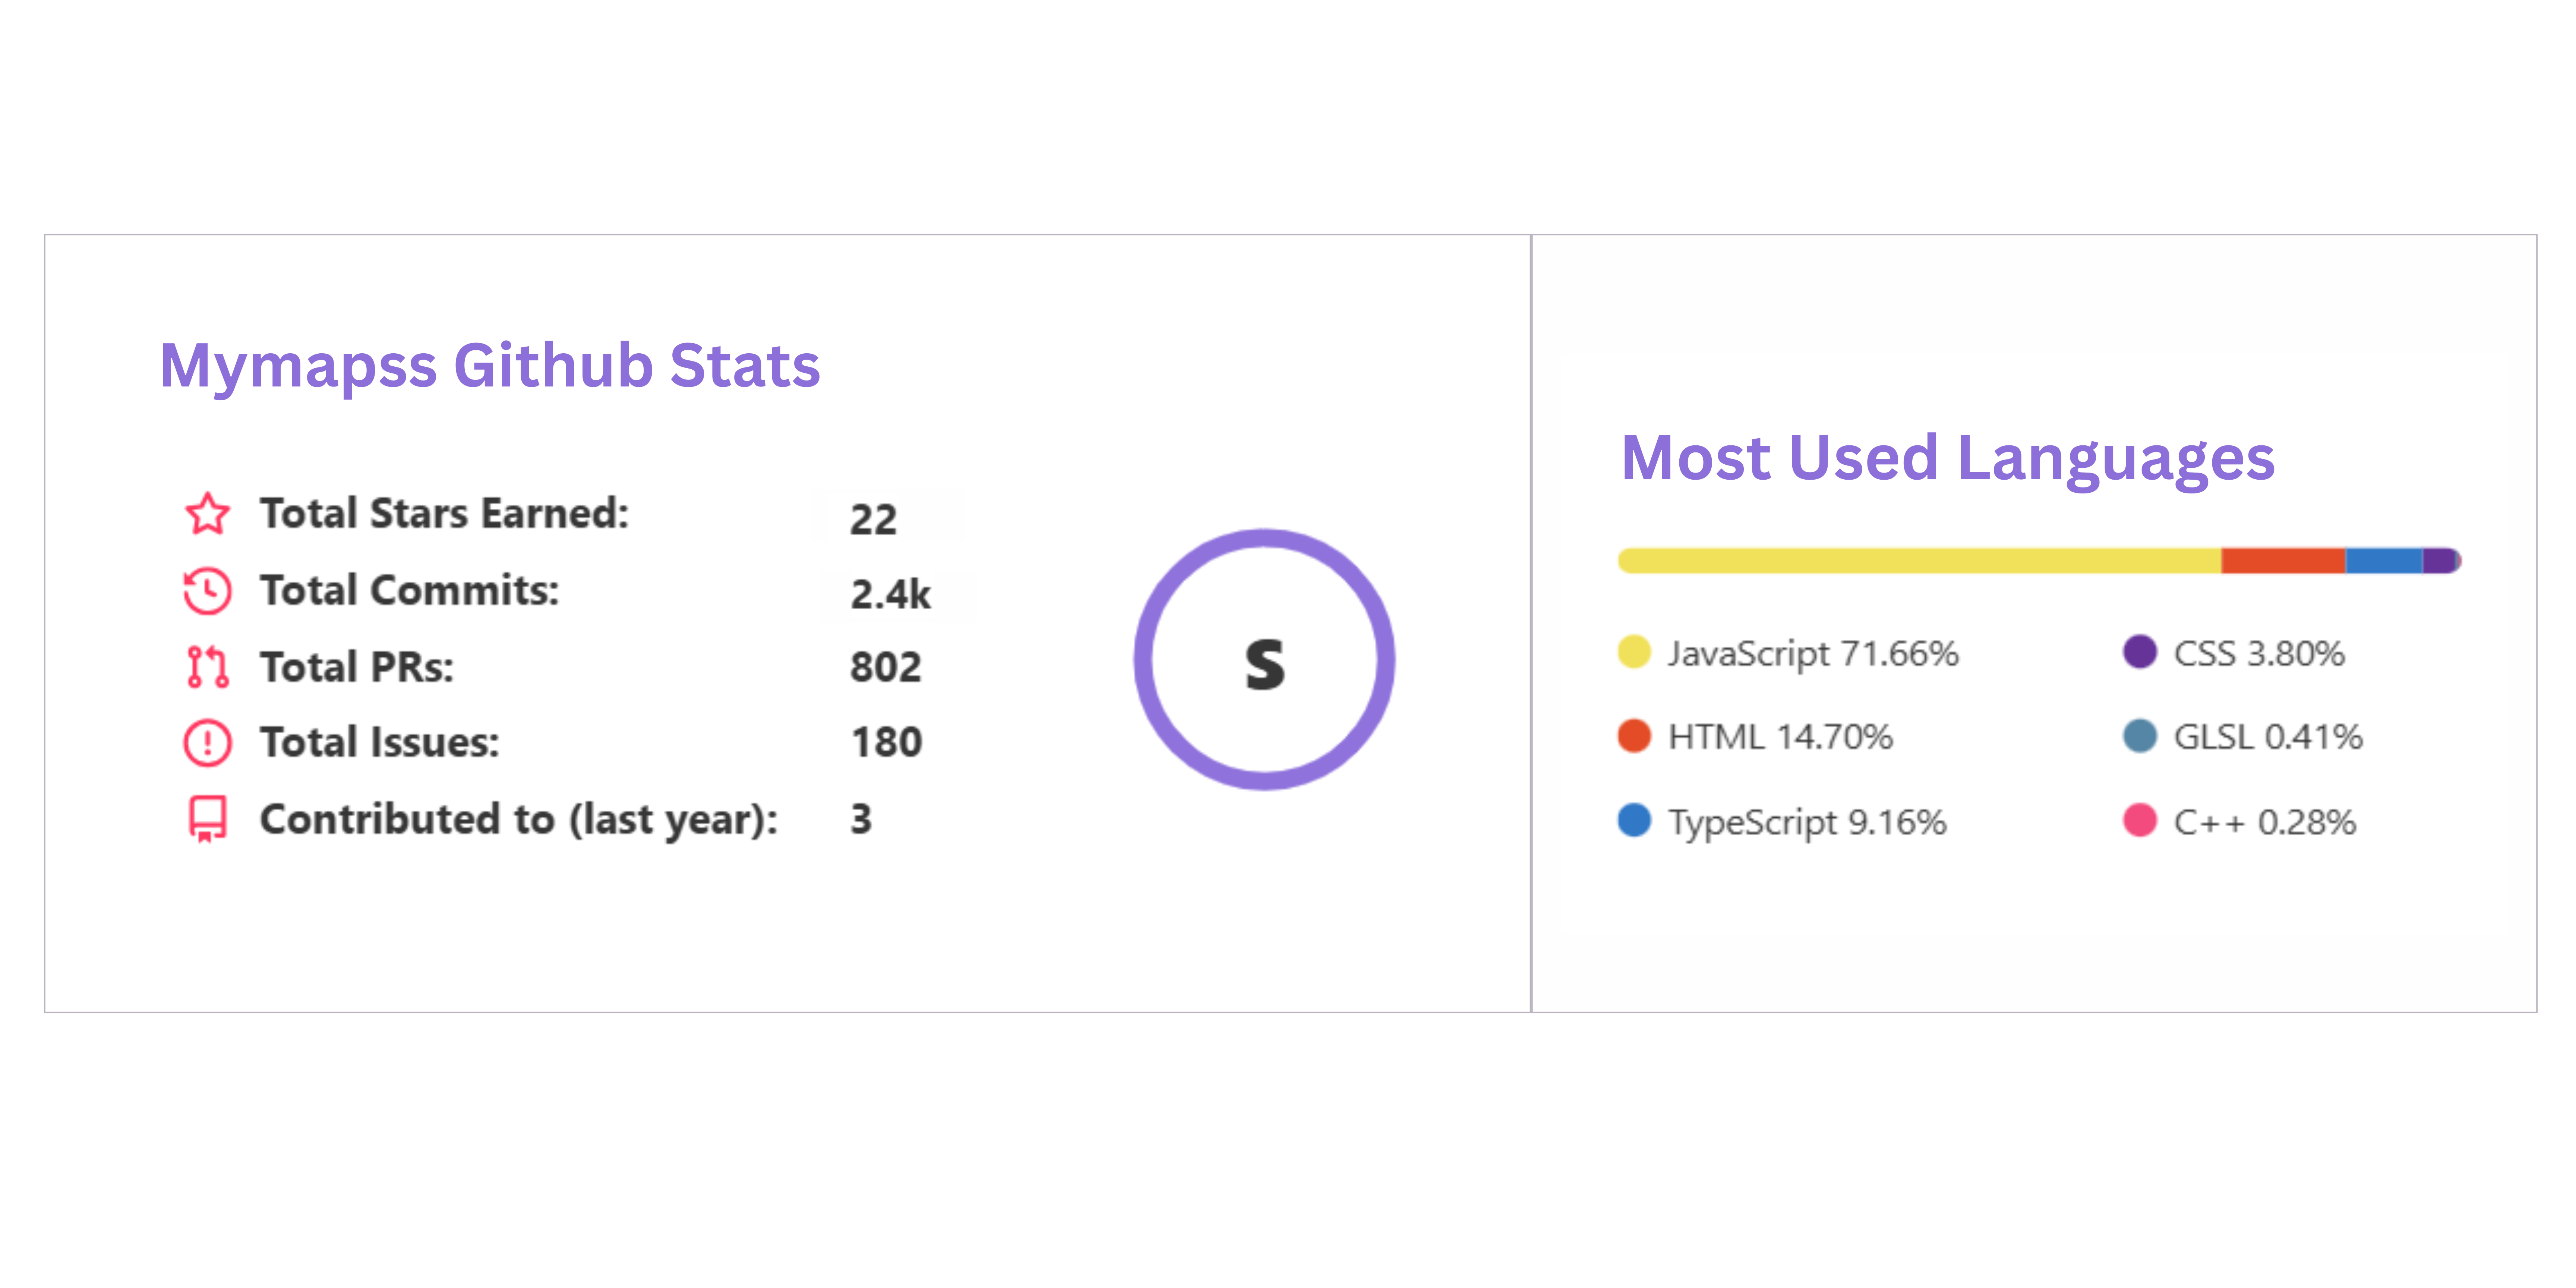 Mymapss Github Stats
Total Stars Earned: 22
Total Commits: 2.4k
Total PRs: 802
Total Issues: 180
Contributed to (last year): 3
S
Most Used Languages
JavaScript 71.66%
HTML 14.70%
TypeScript 9.16%
CSS 3.80%
GLSL 0.41%
C++ 0.28%